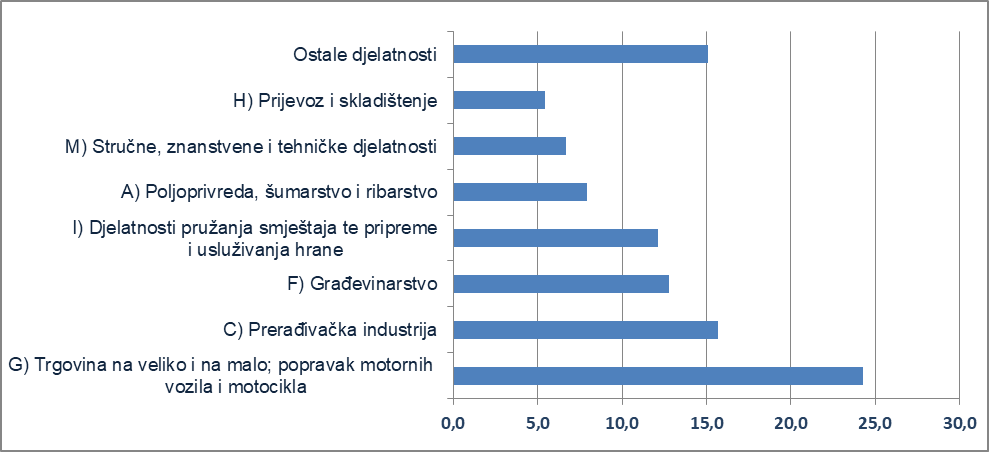 Ostale djelatnosti
H) Prijevoz i skladištenje
M) Stručne, znanstvene i tehničke djelatnosti
A) Poljoprivreda, šumarstvo i ribarstvo
I) Djelatnosti pružanja smještaja te pripreme
i usluživanja hrane
F) Građevinarstvo
C) Prerađivačka industrija
G) Trgovina na veliko i na malo; popravak motornih
vozila i motocikla
0,0 5,0 10,0 15,0 20,0 25,0 30,0